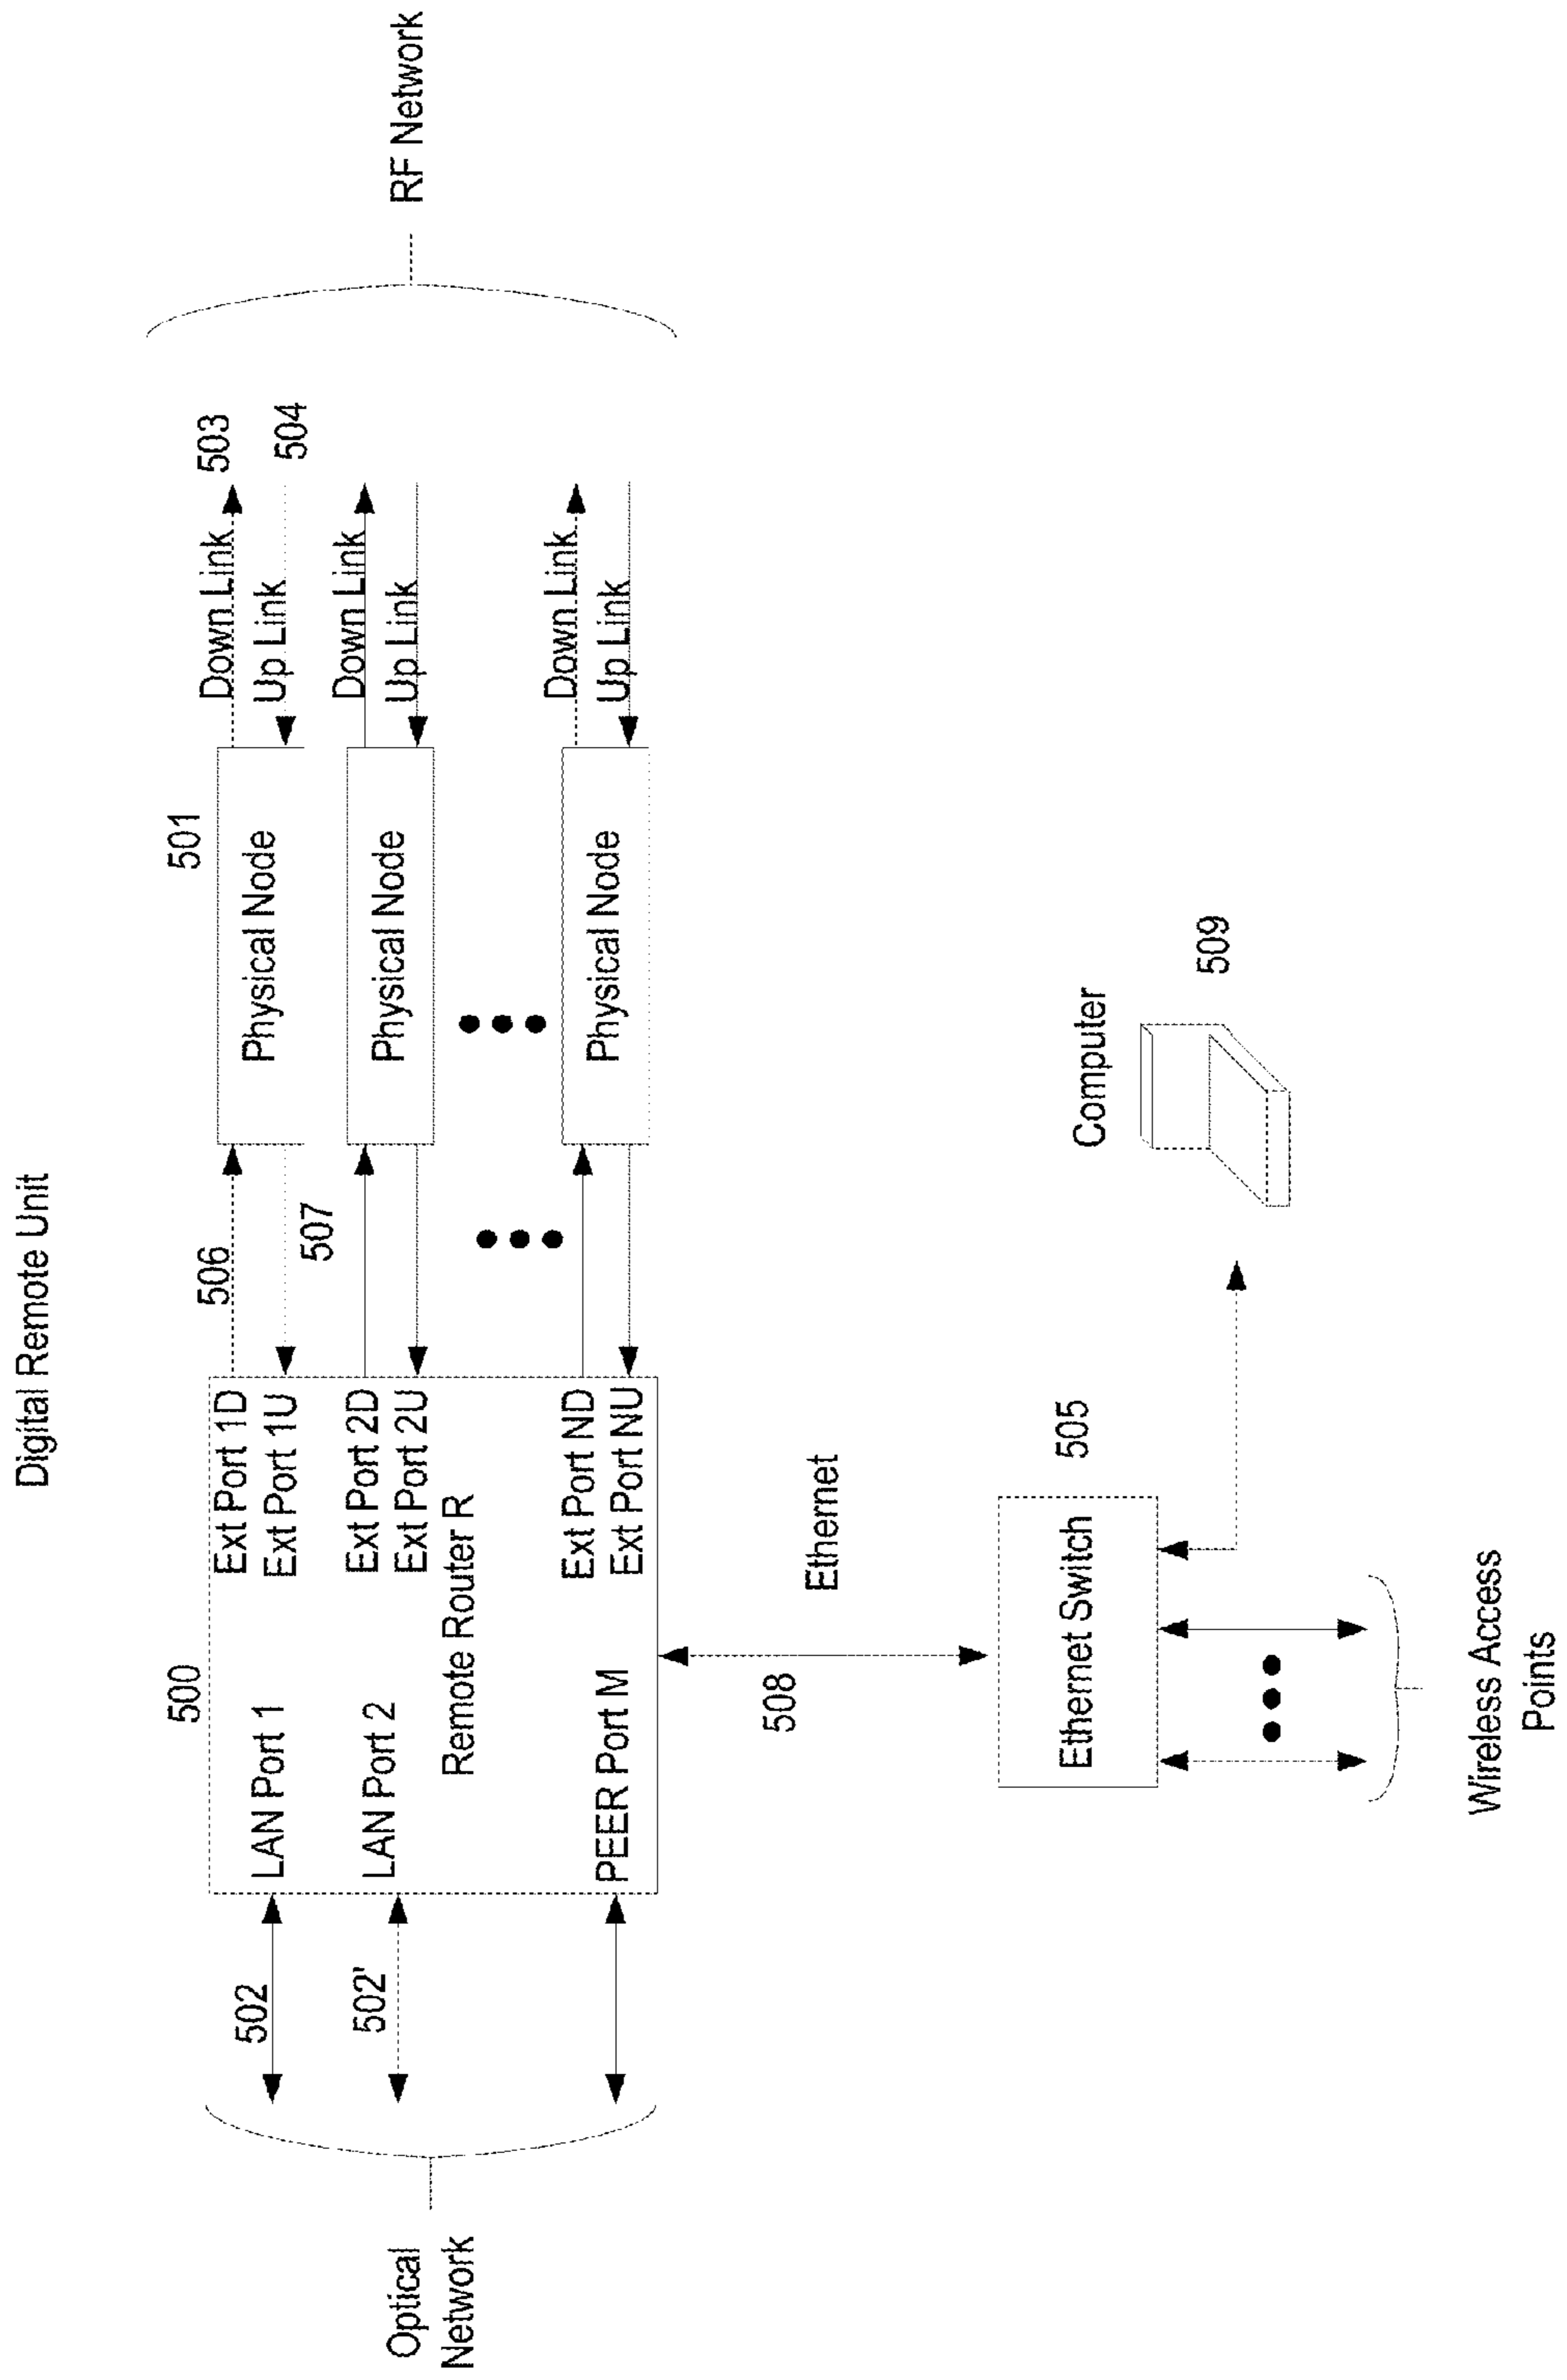 Digital Remote Unit
500
LAN Port 1
LAN Port 2
Remote Router R
PEER Port M
Ext Port 1D
Ext Port 1U
Ext Port 2D
Ext Port 2U
Ext Port ND
Ext Port NU
502
502'
Optical
Network
506
507
501
Physical Node
Physical Node
Physical Node
Down Link
Up Link
Down Link
Up Link
Down Link
Up Link
503
504
RF Network
508
Ethernet
505
Ethernet Switch
Computer
509
Wireless Access
Points